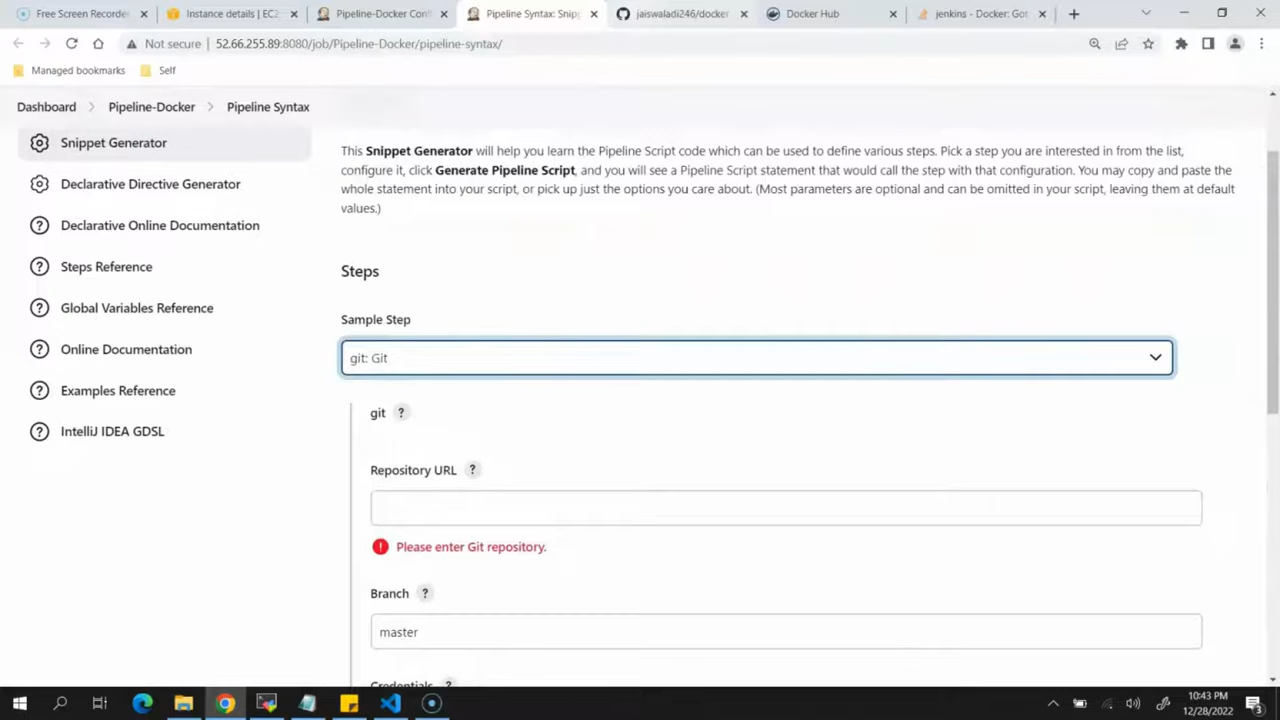 Free Screen Recorder
Instance details | EC2
Pipeline-Docker Conf
Pipeline Syntax: Snip
jaiswaladi246/docker
Docker Hub
jenkins - Docker: Got
Not secure
52.66.255.89:8080/job/Pipeline-Docker/pipeline-syntax/
Managed bookmarks
Self
Dashboard
Pipeline-Docker
Pipeline Syntax
Snippet Generator
Declarative Directive Generator
Declarative Online Documentation
Steps Reference
Global Variables Reference
Online Documentation
Examples Reference
IntelliJ IDEA GDSL
This Snippet Generator will help you learn the Pipeline Script code which can be used to define various steps. Pick a step you are interested in from the list,
configure it, click Generate Pipeline Script, and you will see a Pipeline Script statement that would call the step with that configuration. You may copy and paste the
whole statement into your script, or pick up just the options you care about. (Most parameters are optional and can be omitted in your script, leaving them at default
values.)
Steps
Sample Step
git: Git
git ?
Repository URL ?
Please enter Git repository.
Branch ?
master
Credentials ?
10:43 PM
12/28/2022
3